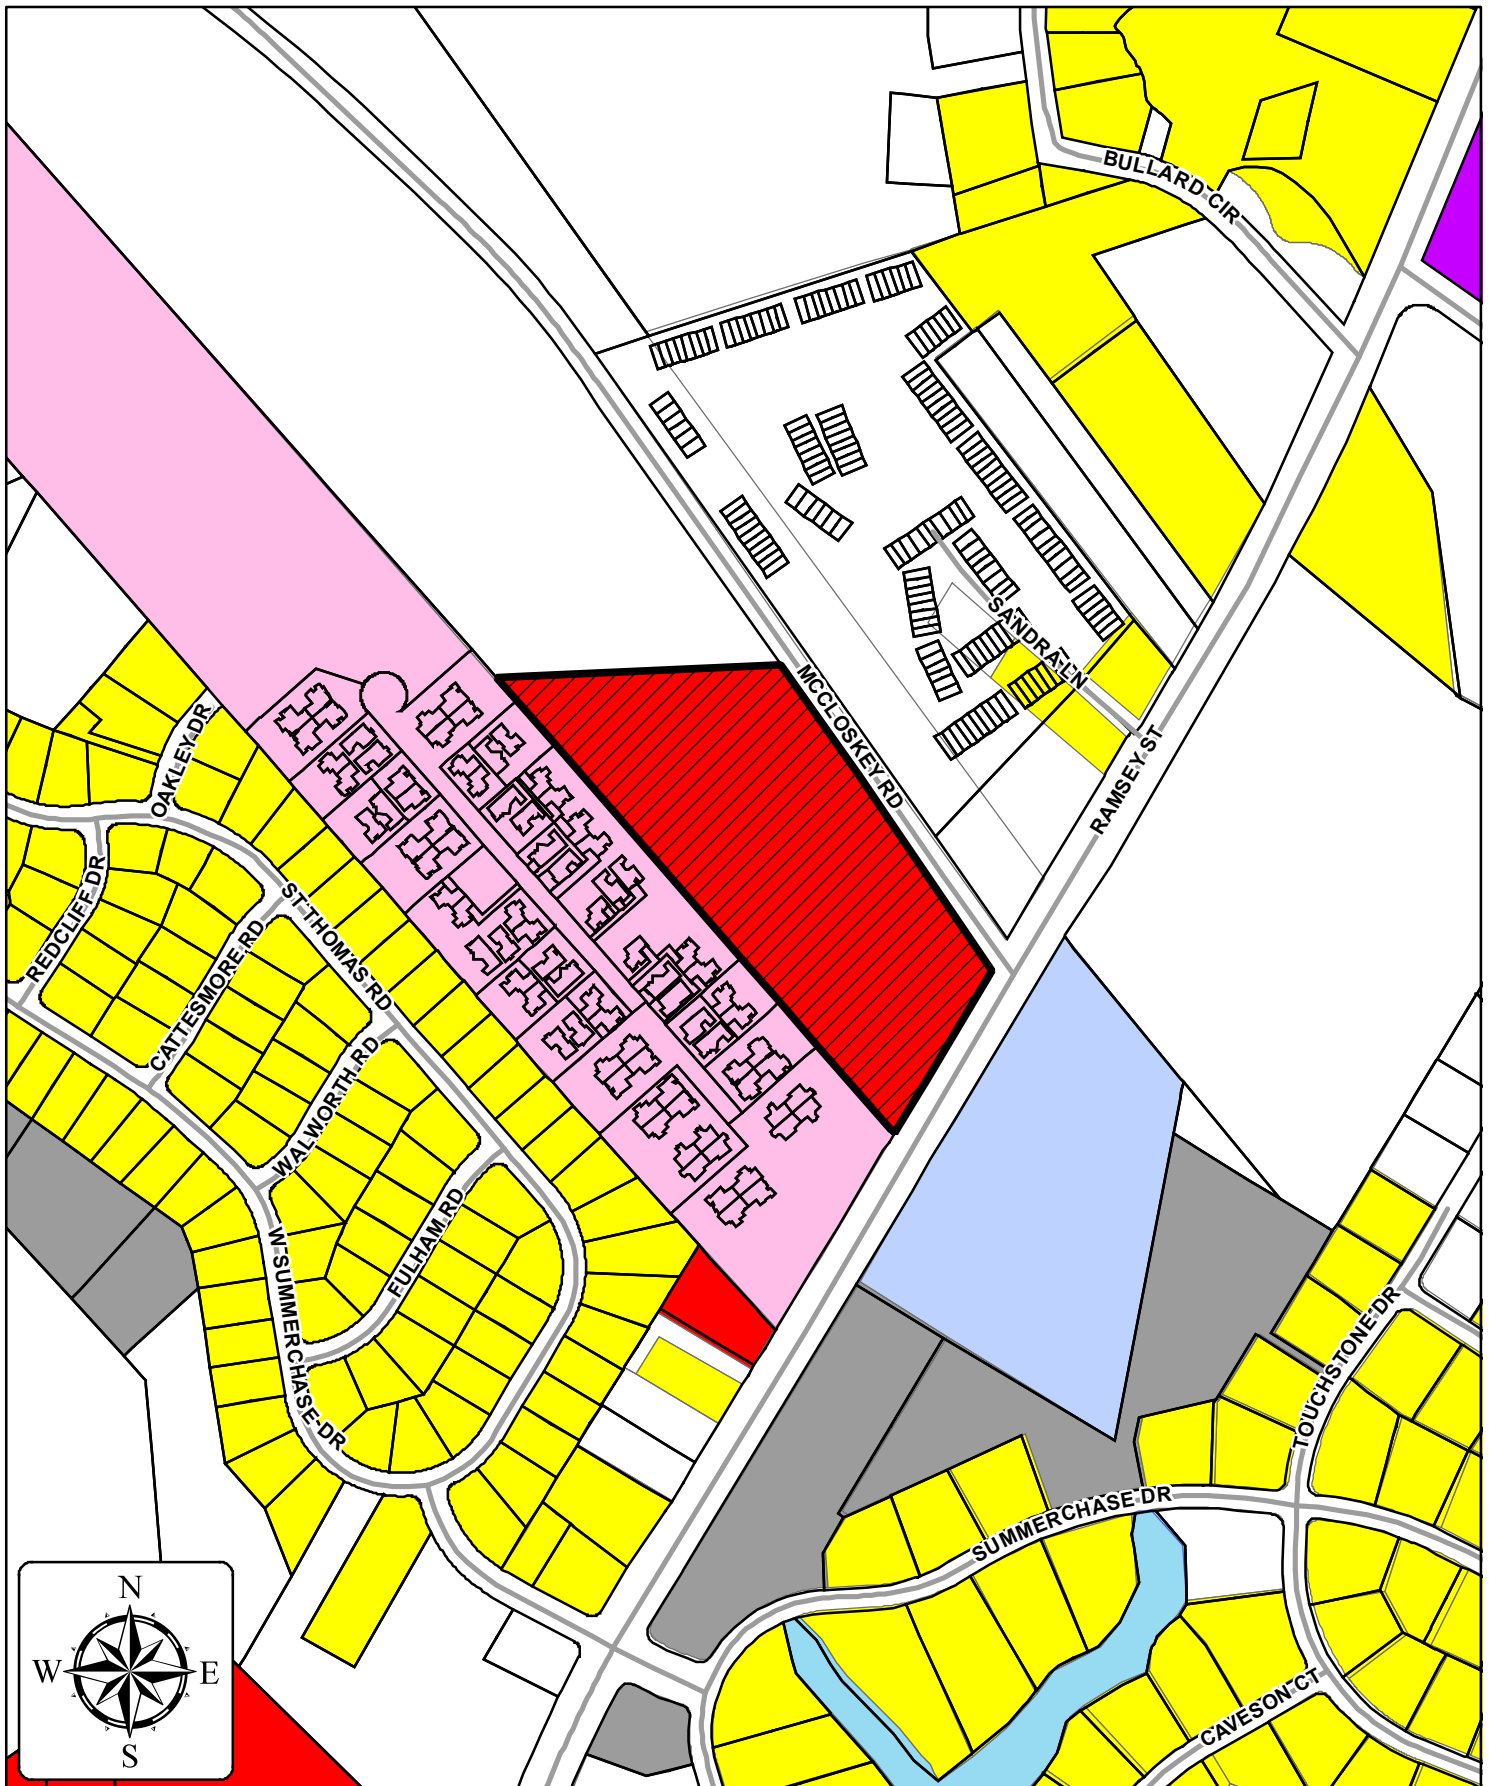 BULLARD CIR
SANDRA LN
MCCLOSKEY RD
RAMSEY ST
OAKLEY DR
REDCLIFF DR
ST THOMAS RD
CATTESMORE RD
WALWORTH RD
FULHAM RD
W SUMMERCHASE DR
TOUCHSTONE DR
SUMMERCHASE DR
CAVESON CT
N
W
E
S